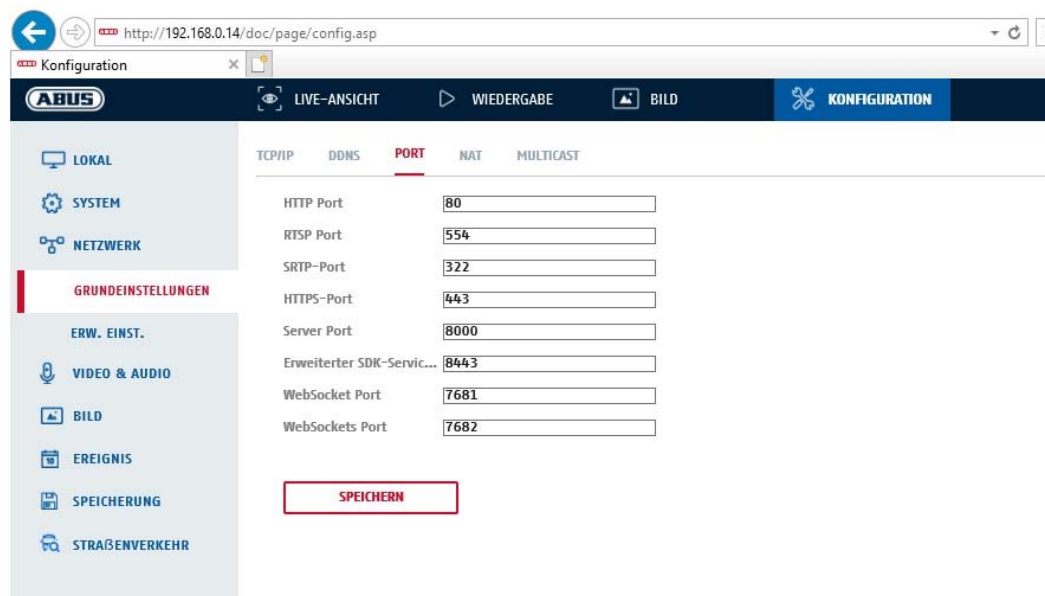 http://192.168.0.14/doc/page/config.asp
Konfiguration
ABUS
LIVE-ANSICHT
WIEDERGABE
BILD
KONFIGURATION
LOKAL
SYSTEM
NETZWERK
GRUNDEINSTELLUNGEN
ERW. EINST.
VIDEO & AUDIO
BILD
EREIGNIS
SPEICHERUNG
STRAßENVERKEHR
TCP/IP DDNS PORT NAT MULTICAST
HTTP Port 80
RTSP Port 554
SRTP-Port 322
HTTPS-Port 443
Server Port 8000
Erweiterter SDK-Servic... 8443
WebSocket Port 7681
WebSockets Port 7682
SPEICHERN